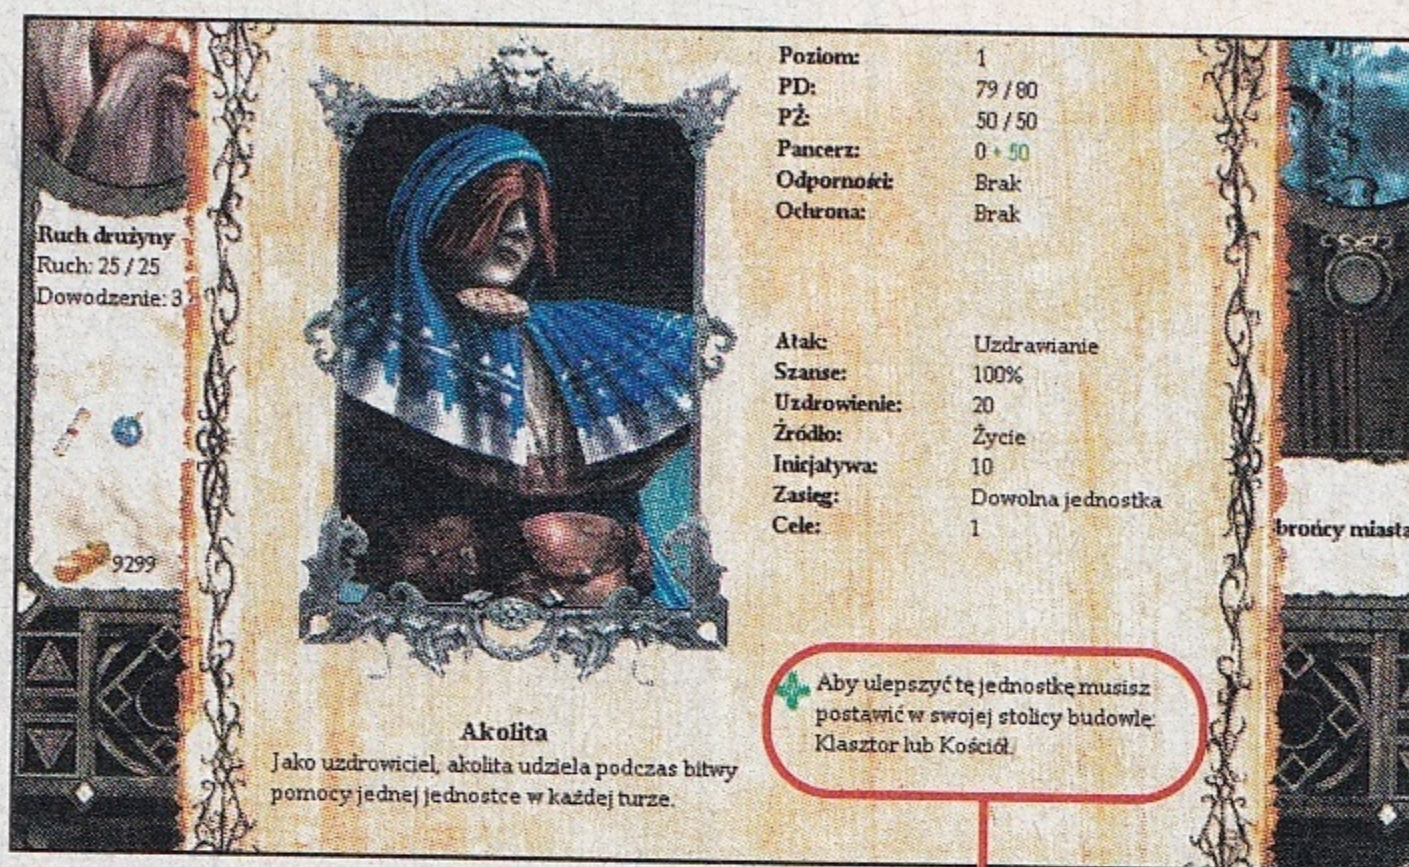 Ruch drużyny
Ruch: 25 / 25
Dowodzenie: 3
9299
Poziom: 1
PD: 79 / 80
PŻ: 50 / 50
Pancerz: 0 + 50
Odporności: Brak
Ochrona: Brak
Atak: Uzdrawianie
Szanse: 100%
Uzdrowienie: 20
Źródło: Życie
Inicjatywa: 10
Zasięg: Dowolna jednostka
Cele: 1
Akolita
Jako uzdrowiciel, akolita udziela podczas bitwy
pomocy jednej jednostce w każdej turze.
Aby ulepszyć tę jednostkę musisz
postawić w swojej stolicy budowlę:
Klasztor lub Kościół.
brońcy miasta